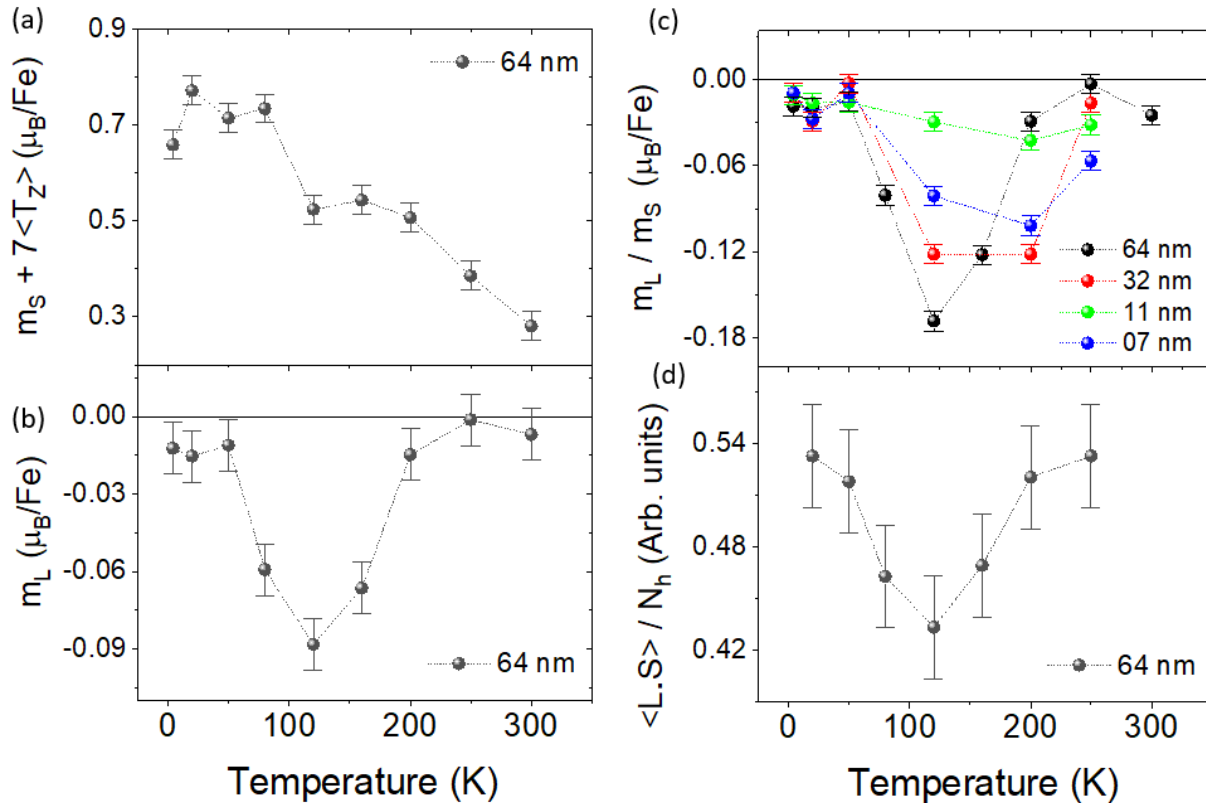 (a)
0.9
0.7
0.5
0.3
m_S + 7<T_Z> (μ_B/Fe)
64 nm
(b)
0.00
-0.03
-0.06
-0.09
m_L (μ_B/Fe)
64 nm
0 100 200 300
Temperature (K)
(c)
0.00
-0.06
-0.12
-0.18
m_L / m_S (μ_B/Fe)
64 nm
32 nm
11 nm
07 nm
(d)
0.54
0.48
0.42
<L.S> / N_h (Arb. units)
64 nm
0 100 200 300
Temperature (K)